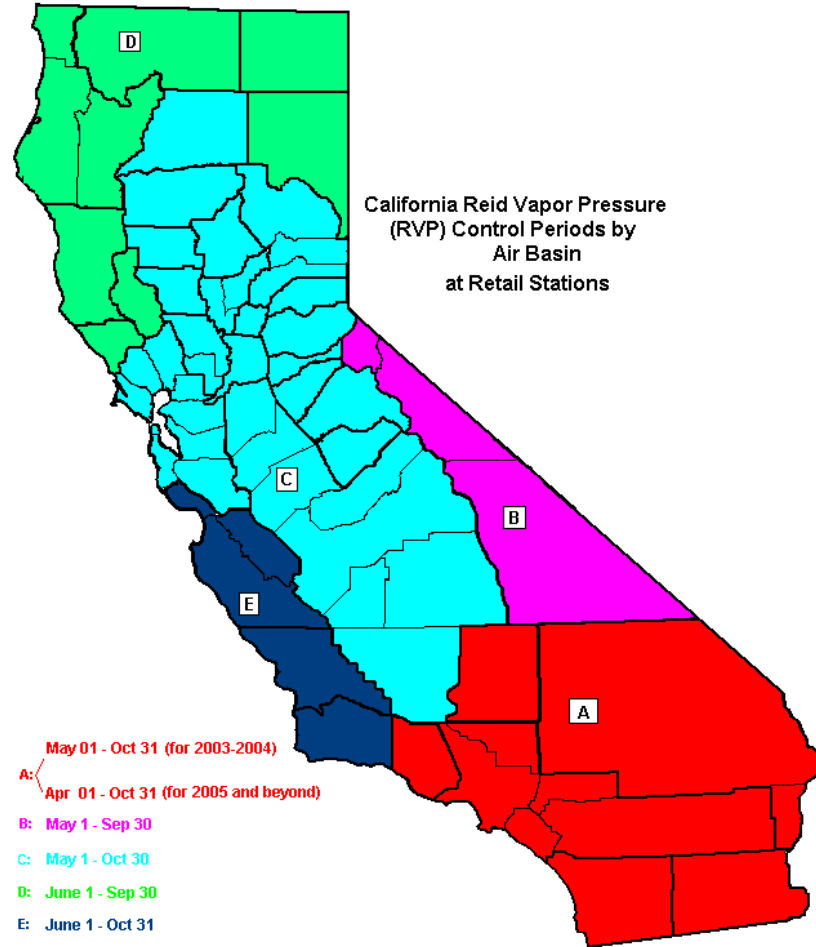 D
California Reid Vapor Pressure
(RVP) Control Periods by
Air Basin
at Retail Stations
C
B
E
A
A:
May 01 - Oct 31 (for 2003-2004)
Apr 01 - Oct 31 (for 2005 and beyond)
B: May 1 - Sep 30
C: May 1 - Oct 30
D: June 1 - Sep 30
E: June 1 - Oct 31